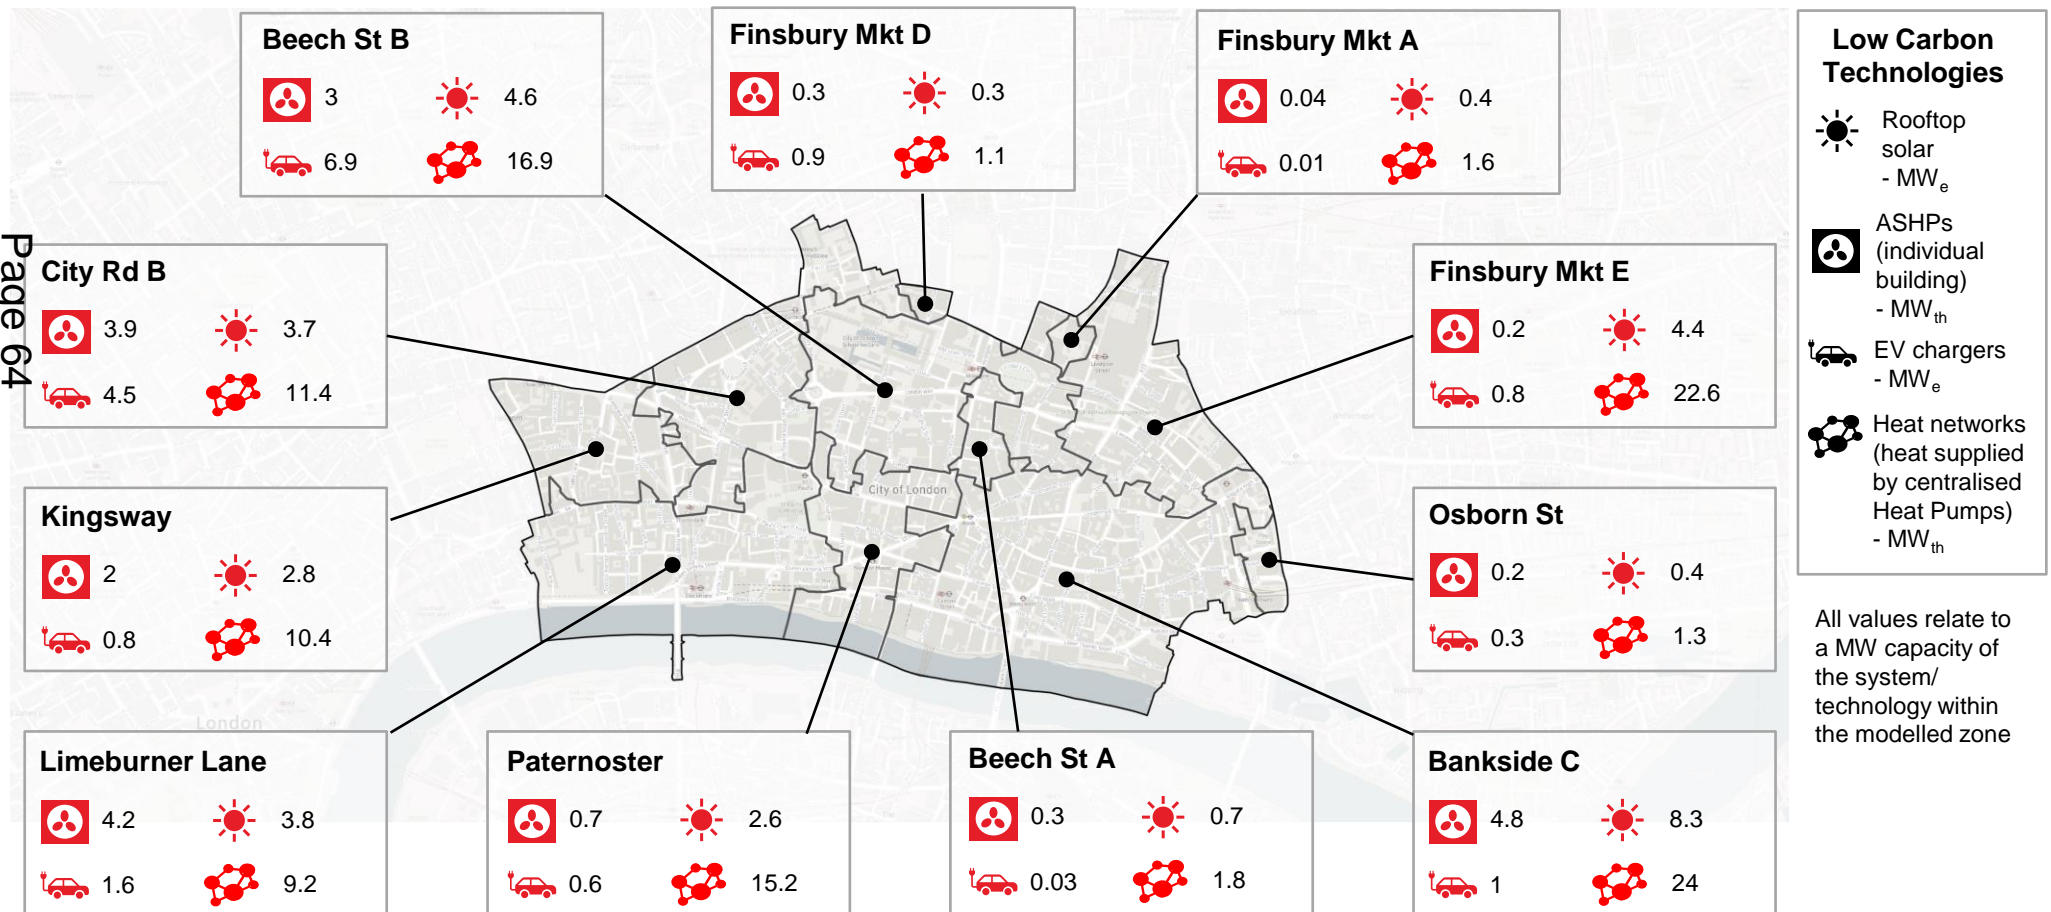 Beech St B
3
4.6
6.9
16.9
Finsbury Mkt D
0.3
0.3
0.9
1.1
Finsbury Mkt A
0.04
0.4
0.01
1.6
Low Carbon
Technologies
Rooftop
solar
- MWe
ASHPs
(individual
building)
- MWth
EV chargers
- MWe
Heat networks
(heat supplied
by centralised
Heat Pumps)
- MWth
All values relate to
a MW capacity of
the system/
technology within
the modelled zone
Page 64
City Rd B
3.9
3.7
4.5
11.4
Finsbury Mkt E
0.2
4.4
0.8
22.6
Kingsway
2
2.8
0.8
10.4
City of London
Osborn St
0.2
0.4
0.3
1.3
London
Limeburner Lane
4.2
3.8
1.6
9.2
Paternoster
0.7
2.6
0.6
15.2
Beech St A
0.3
0.7
0.03
1.8
Bankside C
4.8
8.3
1
24